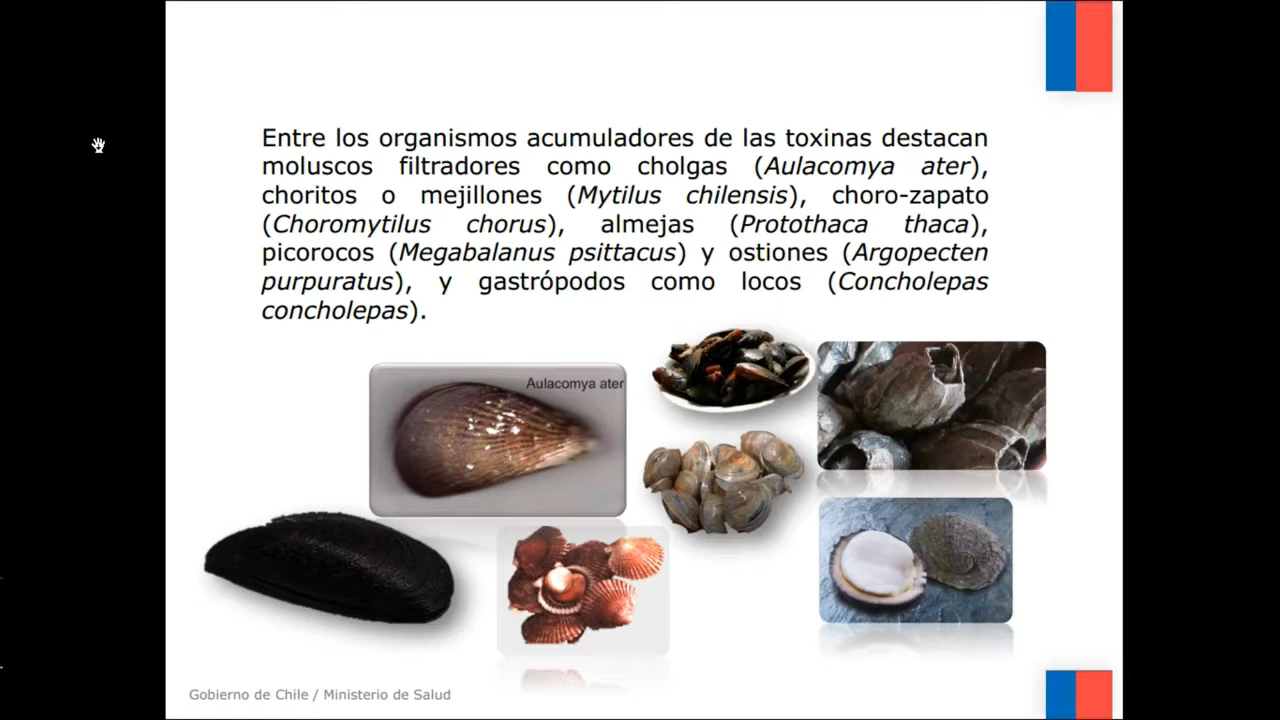 Entre los organismos acumuladores de las toxinas destacan
moluscos filtradores como cholgas (Aulacomya ater),
choritos o mejillones (Mytilus chilensis), choro-zapato
(Choromytilus chorus), almejas (Protothaca thaca),
picorocos (Megabalanus psittacus) y ostiones (Argopecten
purpuratus), y gastrópodos como locos (Concholepas
concholepas).
Aulacomya ater
Gobierno de Chile / Ministerio de Salud